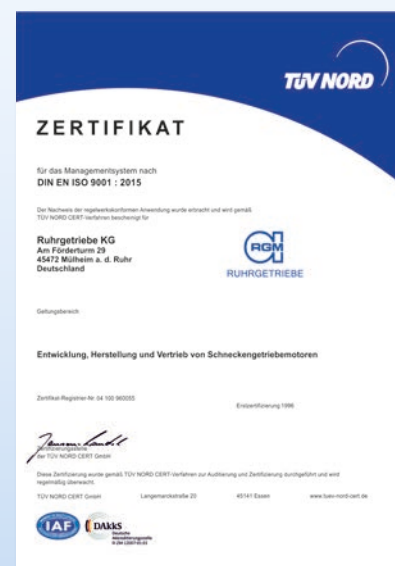 TÜV NORD
ZERTIFIKAT
für das Managementsystem nach
DIN EN ISO 9001 : 2015
Der Nachweis der regelwerkskonformen Anwendung wurde erbracht und wird gemäß
TÜV NORD CERT-Verfahren bescheinigt für
Ruhrgetriebe KG
Am Förderturm 29
45472 Mülheim a. d. Ruhr
Deutschland
RGM
RUHRGETRIEBE
Geltungsbereich
Entwicklung, Herstellung und Vertrieb von Schneckengetriebemotoren
Zertifikat-Registrier-Nr. 04 100 960055
Erstzertifizierung 1996
Zertifizierungsstelle
der TÜV NORD CERT GmbH
Diese Zertifizierung wurde gemäß TÜV NORD CERT-Verfahren zur Auditierung und Zertifizierung durchgeführt und wird
regelmäßig überwacht.
TÜV NORD CERT GmbH Langemarckstraße 20 45141 Essen www.tuev-nord-cert.de
IAF
DAkkS
Deutsche
Akkreditierungsstelle